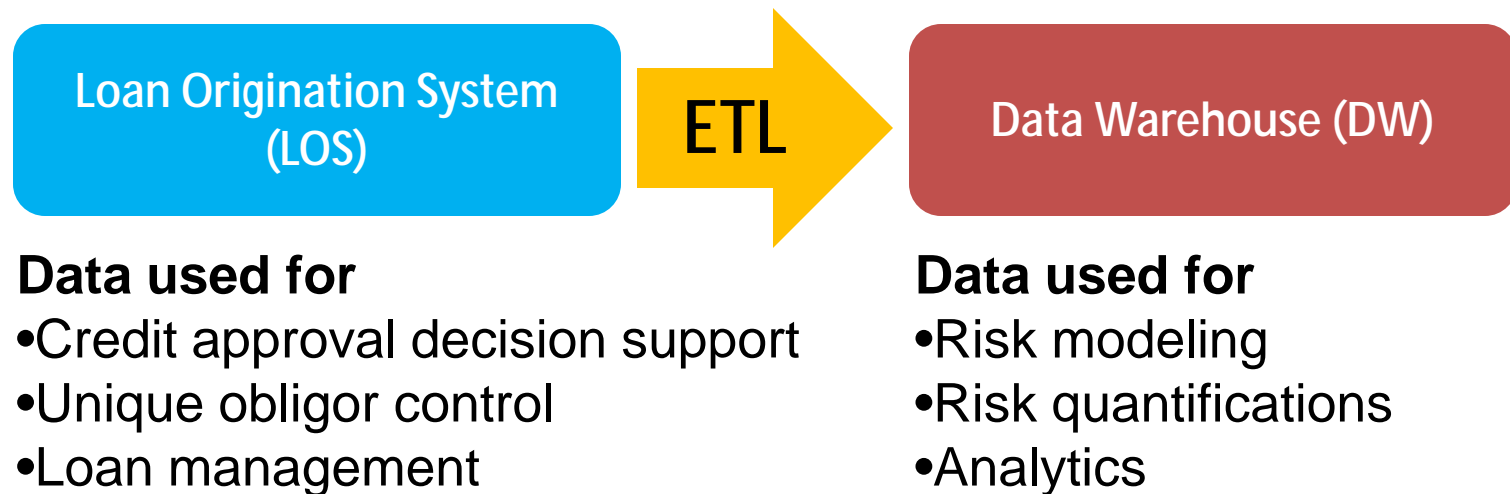 Loan Origination System
(LOS)
ETL
Data Warehouse (DW)
Data used for
•Credit approval decision support
•Unique obligor control
•Loan management
Data used for
•Risk modeling
•Risk quantifications
•Analytics